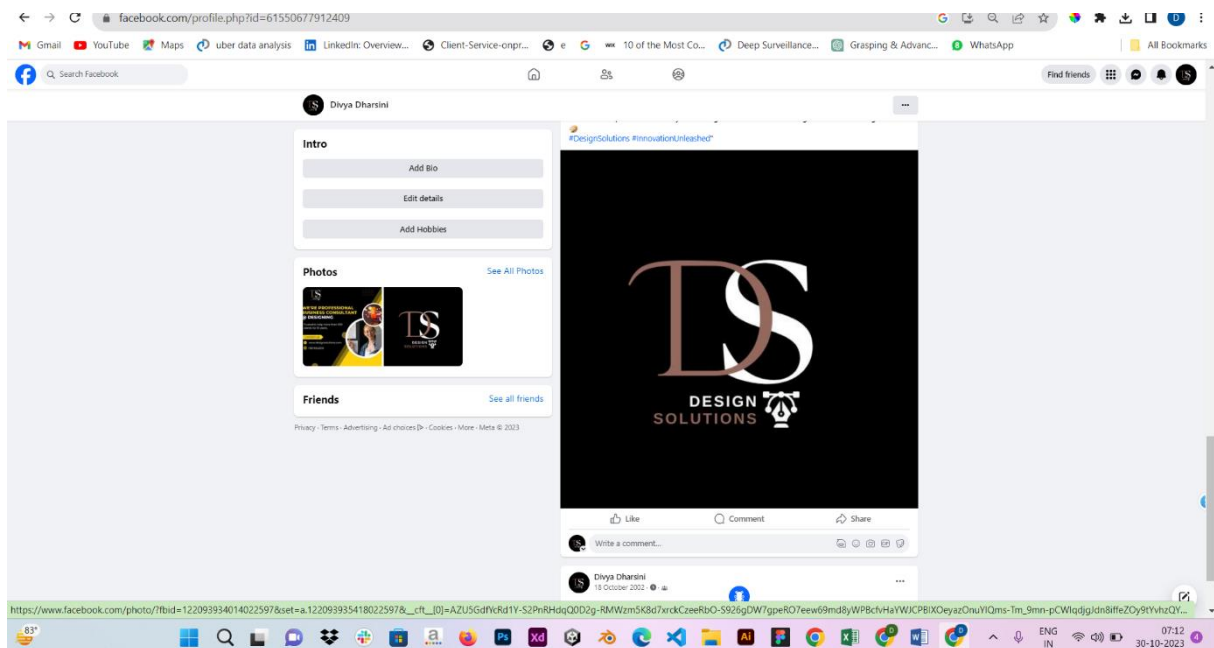 facebook.com/profile.php?id=61550677912409
Gmail YouTube Maps uber data analysis LinkedIn: Overview... Client-Service-onpr... e 10 of the Most Co... Deep Surveillance... Grasping & Advanc... WhatsApp All Bookmarks
Search Facebook Find friends
Divya Dharsini
Intro
Add Bio
Edit details
Add Hobbies
Photos See All Photos
Friends See all friends
Privacy · Terms · Advertising · Ad choices · Cookies · More · Meta © 2023
#DesignSolutions #InnovationUnleashed"
DS
DESIGN
SOLUTIONS
Like Comment Share
Write a comment...
Divya Dharsini
18 October 2002
83°
ENG
IN
07:12
30-10-2023